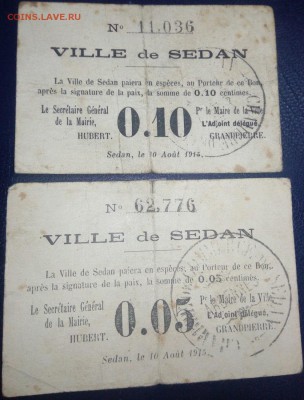 COINS.LAVE.RU
No 11.036
VILLE de SEDAN
La Ville de Sedan paiera en espèces, au Porteur de ce Bon,
après la signature de la paix, la somme de 0.10 centimes.
Le Secrétaire Général
de la Mairie,
HUBERT.
0.10
Pr le Maire de la Ville,
L'Adjoint délégué,
GRANDPIERRE.
Sedan, le 10 Août 1915.
No 62.776
VILLE de SEDAN
La Ville de Sedan paiera en espèces, au Porteur de ce Bon,
après la signature de la paix, la somme de 0.05 centimes.
Le Secrétaire Général
de la Mairie,
HUBERT.
0.05
Pr le Maire de la Ville,
L'Adjoint délégué,
GRANDPIERRE.
Sedan, le 10 Août 1915.